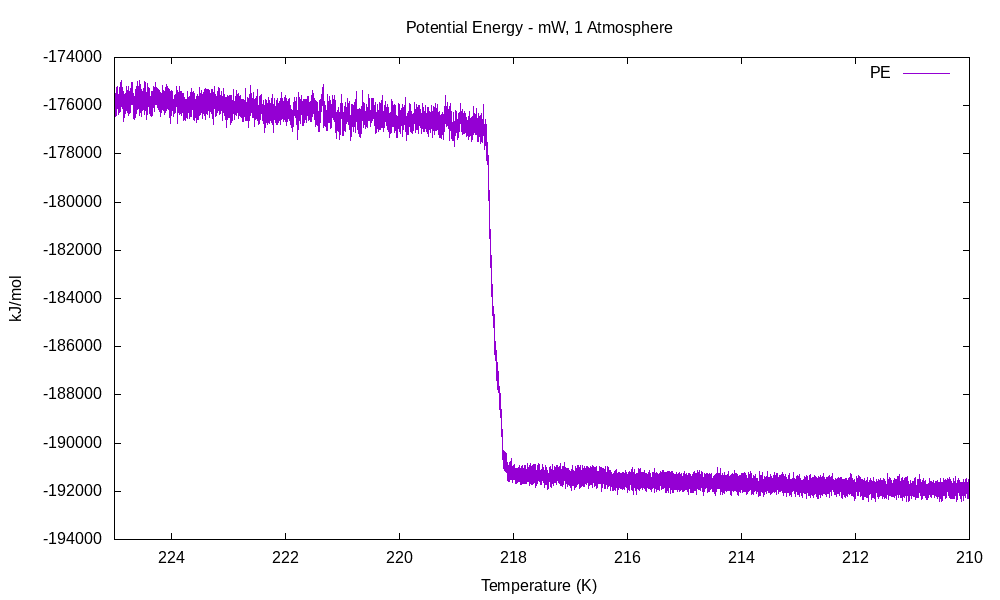 Potential Energy - mW, 1 Atmosphere
PE
-174000
-176000
-178000
-180000
-182000
-184000
-186000
-188000
-190000
-192000
-194000
kJ/mol
224 222 220 218 216 214 212 210
Temperature (K)